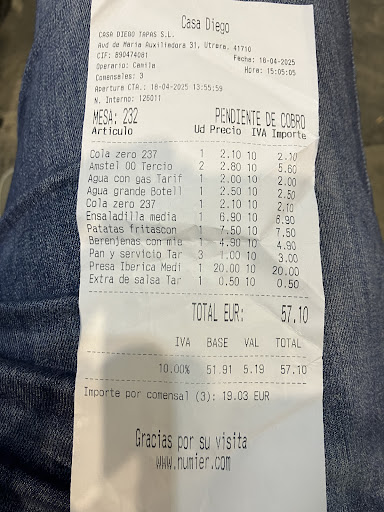 Casa Diego
CASA DIEGO TAPAS S.L.
Avd de Maria Auxiliadora 31, Utrera, 41710
CIF: B90474081 Fecha: 18-04-2025
Operario: Camila Hora: 15:05:05
Comensales: 3
Apertura CTA.: 18-04-2025 13:55:59
N. Interno: 126011
MESA: 232 PENDIENTE DE COBRO
Artículo Ud Precio IVA Importe
Cola zero 237 1 2.10 10 2.10
Amstel 00 Tercio 2 2.80 10 5.60
Agua con gas Tarif 1 2.00 10 2.00
Agua grande Botell 1 2.50 10 2.50
Cola zero 237 1 2.10 10 2.10
Ensaladilla media 1 6.90 10 6.90
Patatas fritascon 1 7.50 10 7.50
Berenjenas con mie 1 4.90 10 4.90
Pan y servicio Tar 3 1.00 10 3.00
Presa Iberica Medi 1 20.00 10 20.00
Extra de salsa Tar 1 0.50 10 0.50
TOTAL EUR: 57.10
IVA BASE VAL TOTAL
10.00% 51.91 5.19 57.10
Importe por comensal (3): 19.03 EUR
Gracias por su visita
www.numier.com